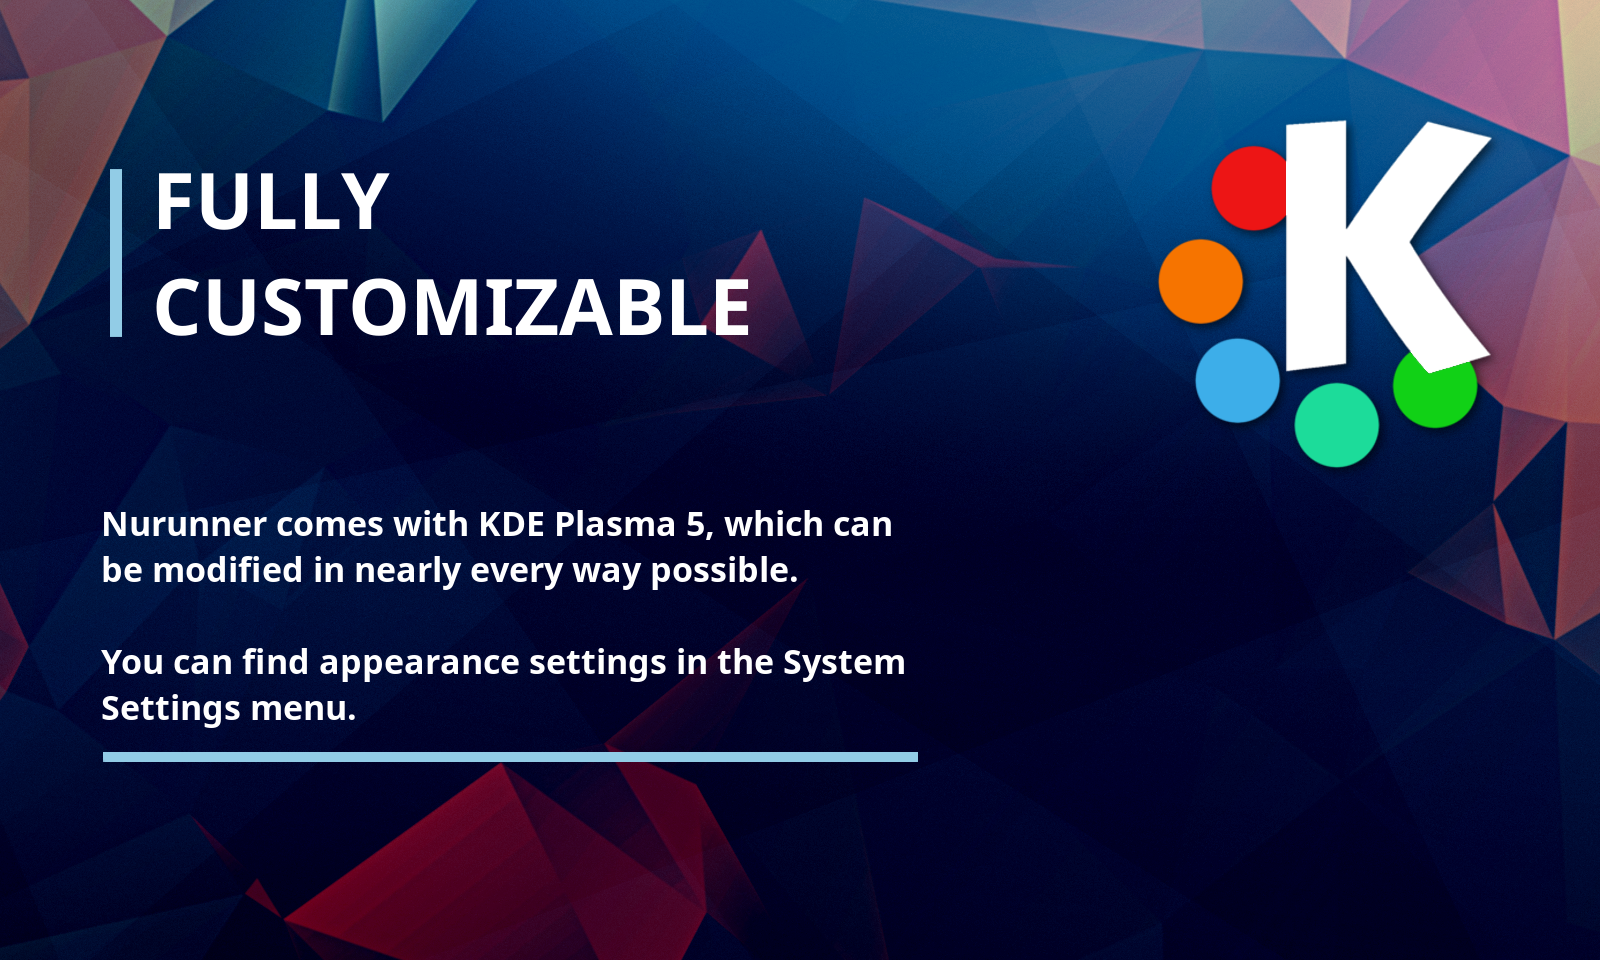 FULLY
CUSTOMIZABLE
K
Nurunner comes with KDE Plasma 5, which can
be modified in nearly every way possible.
You can find appearance settings in the System
Settings menu.